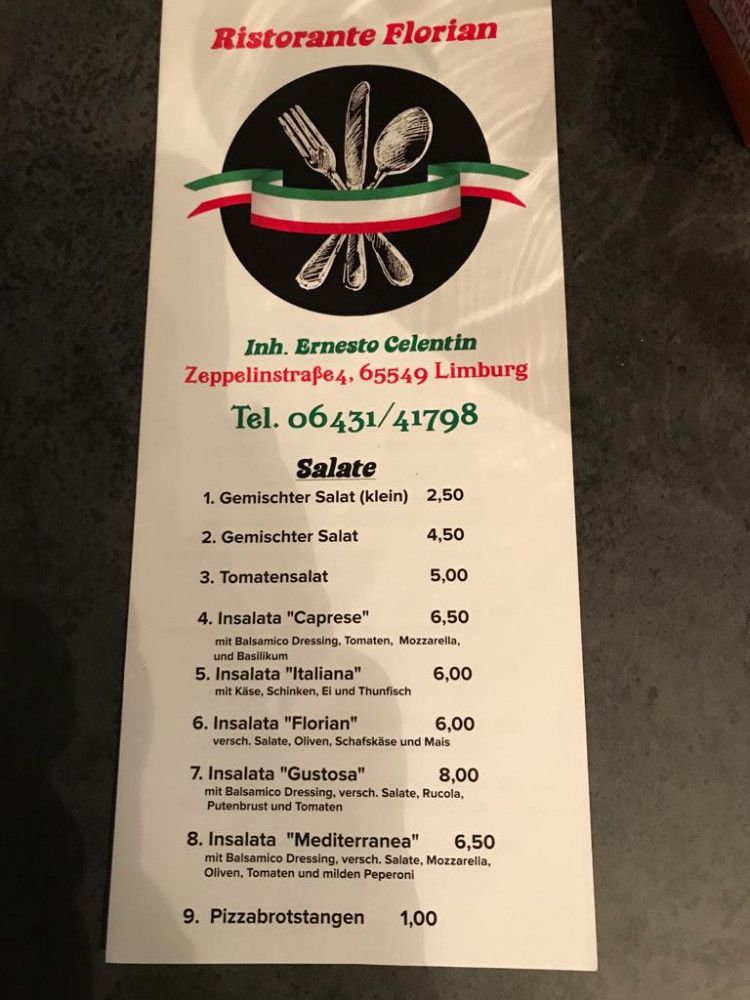 Ristorante Florian
Inh. Ernesto Celentin
Zeppelinstraße4, 65549 Limburg
Tel. 06431/41798
Salate
1. Gemischter Salat (klein) 2,50
2. Gemischter Salat 4,50
3. Tomatensalat 5,00
4. Insalata "Caprese" 6,50
mit Balsamico Dressing, Tomaten, Mozzarella,
und Basilikum
5. Insalata "Italiana" 6,00
mit Käse, Schinken, Ei und Thunfisch
6. Insalata "Florian" 6,00
versch. Salate, Oliven, Schafskäse und Mais
7. Insalata "Gustosa" 8,00
mit Balsamico Dressing, versch. Salate, Rucola,
Putenbrust und Tomaten
8. Insalata "Mediterranea" 6,50
mit Balsamico Dressing, versch. Salate, Mozzarella,
Oliven, Tomaten und milden Peperoni
9. Pizzabrotstangen 1,00